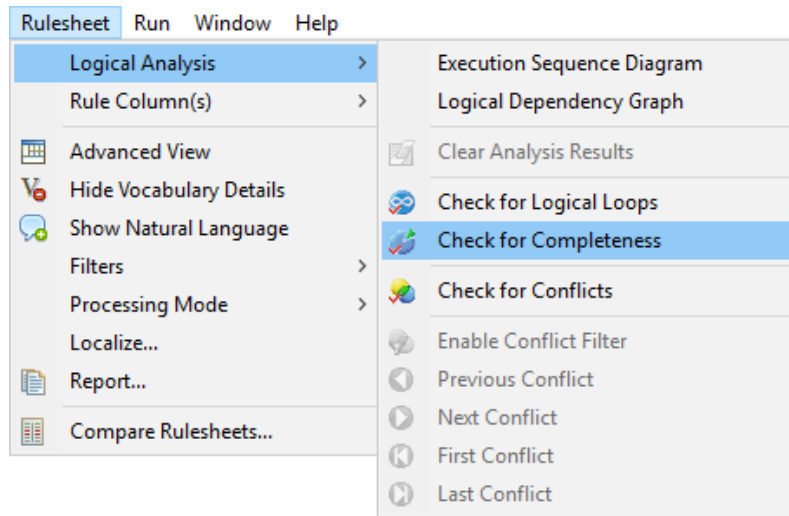 Rulesheet Run Window Help
Logical Analysis
Rule Column(s)
Advanced View
Hide Vocabulary Details
Show Natural Language
Filters
Processing Mode
Localize...
Report...
Compare Rulesheets...
Execution Sequence Diagram
Logical Dependency Graph
Clear Analysis Results
Check for Logical Loops
Check for Completeness
Check for Conflicts
Enable Conflict Filter
Previous Conflict
Next Conflict
First Conflict
Last Conflict